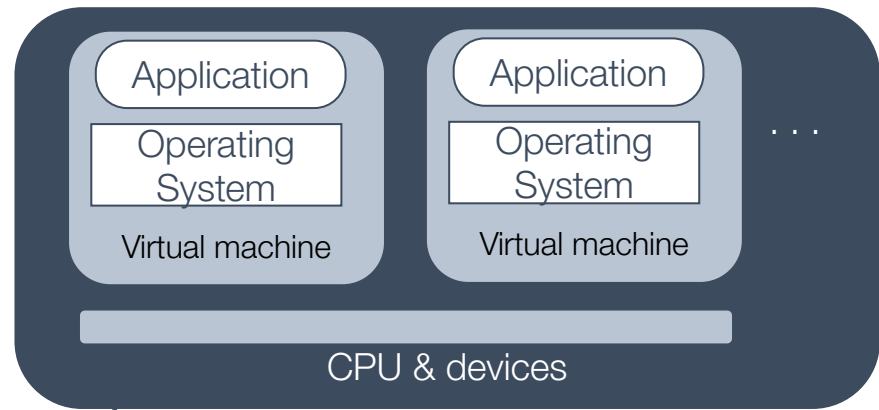 Application
Operating
System
Virtual machine
Application
Operating
System
Virtual machine
. . .
CPU & devices